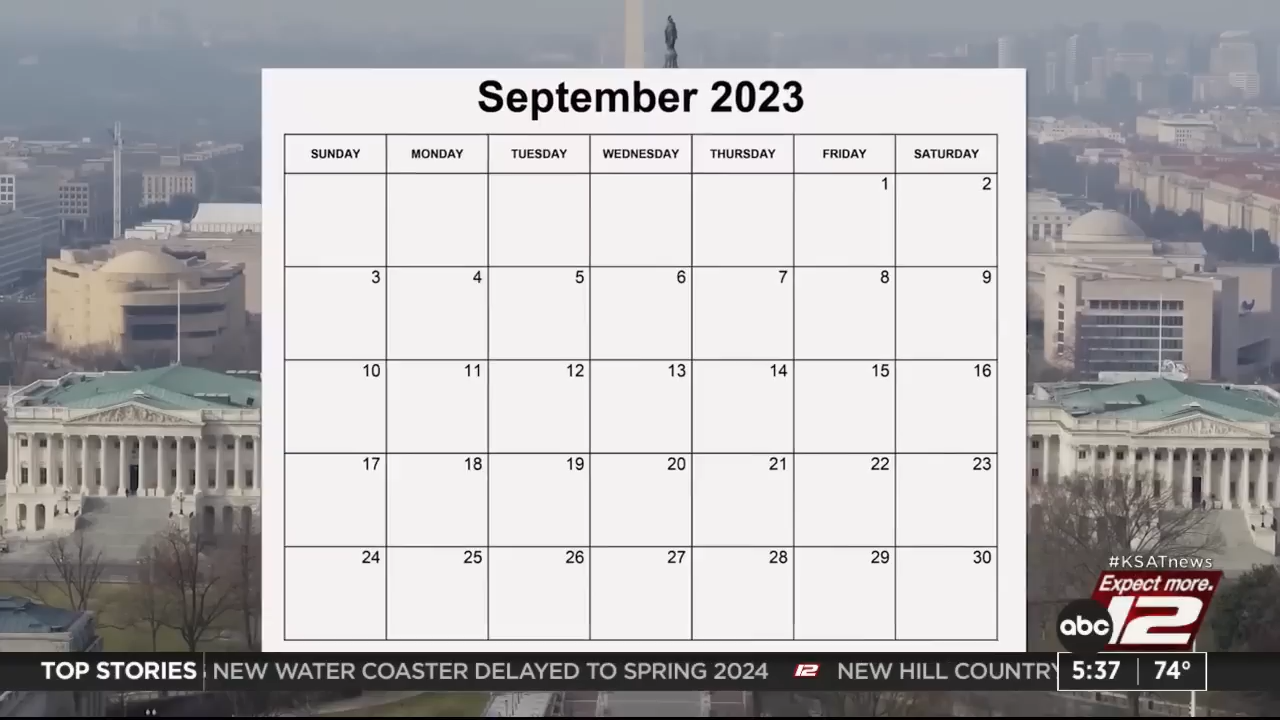 September 2023
SUNDAY MONDAY TUESDAY WEDNESDAY THURSDAY FRIDAY SATURDAY
1 2
3 4 5 6 7 8 9
10 11 12 13 14 15 16
17 18 19 20 21 22 23
24 25 26 27 28 29 30
#KSATnews
Expect more.
abc 12
TOP STORIES NEW WATER COASTER DELAYED TO SPRING 2024 12 NEW HILL COUNTRY 5:37 74°